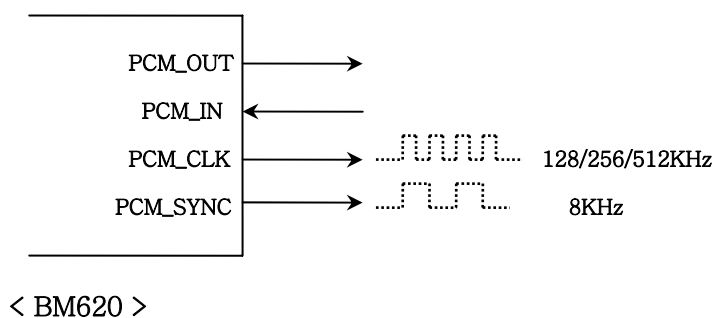 PCM_OUT
PCM_IN
PCM_CLK 128/256/512KHz
PCM_SYNC 8KHz
< BM620 >